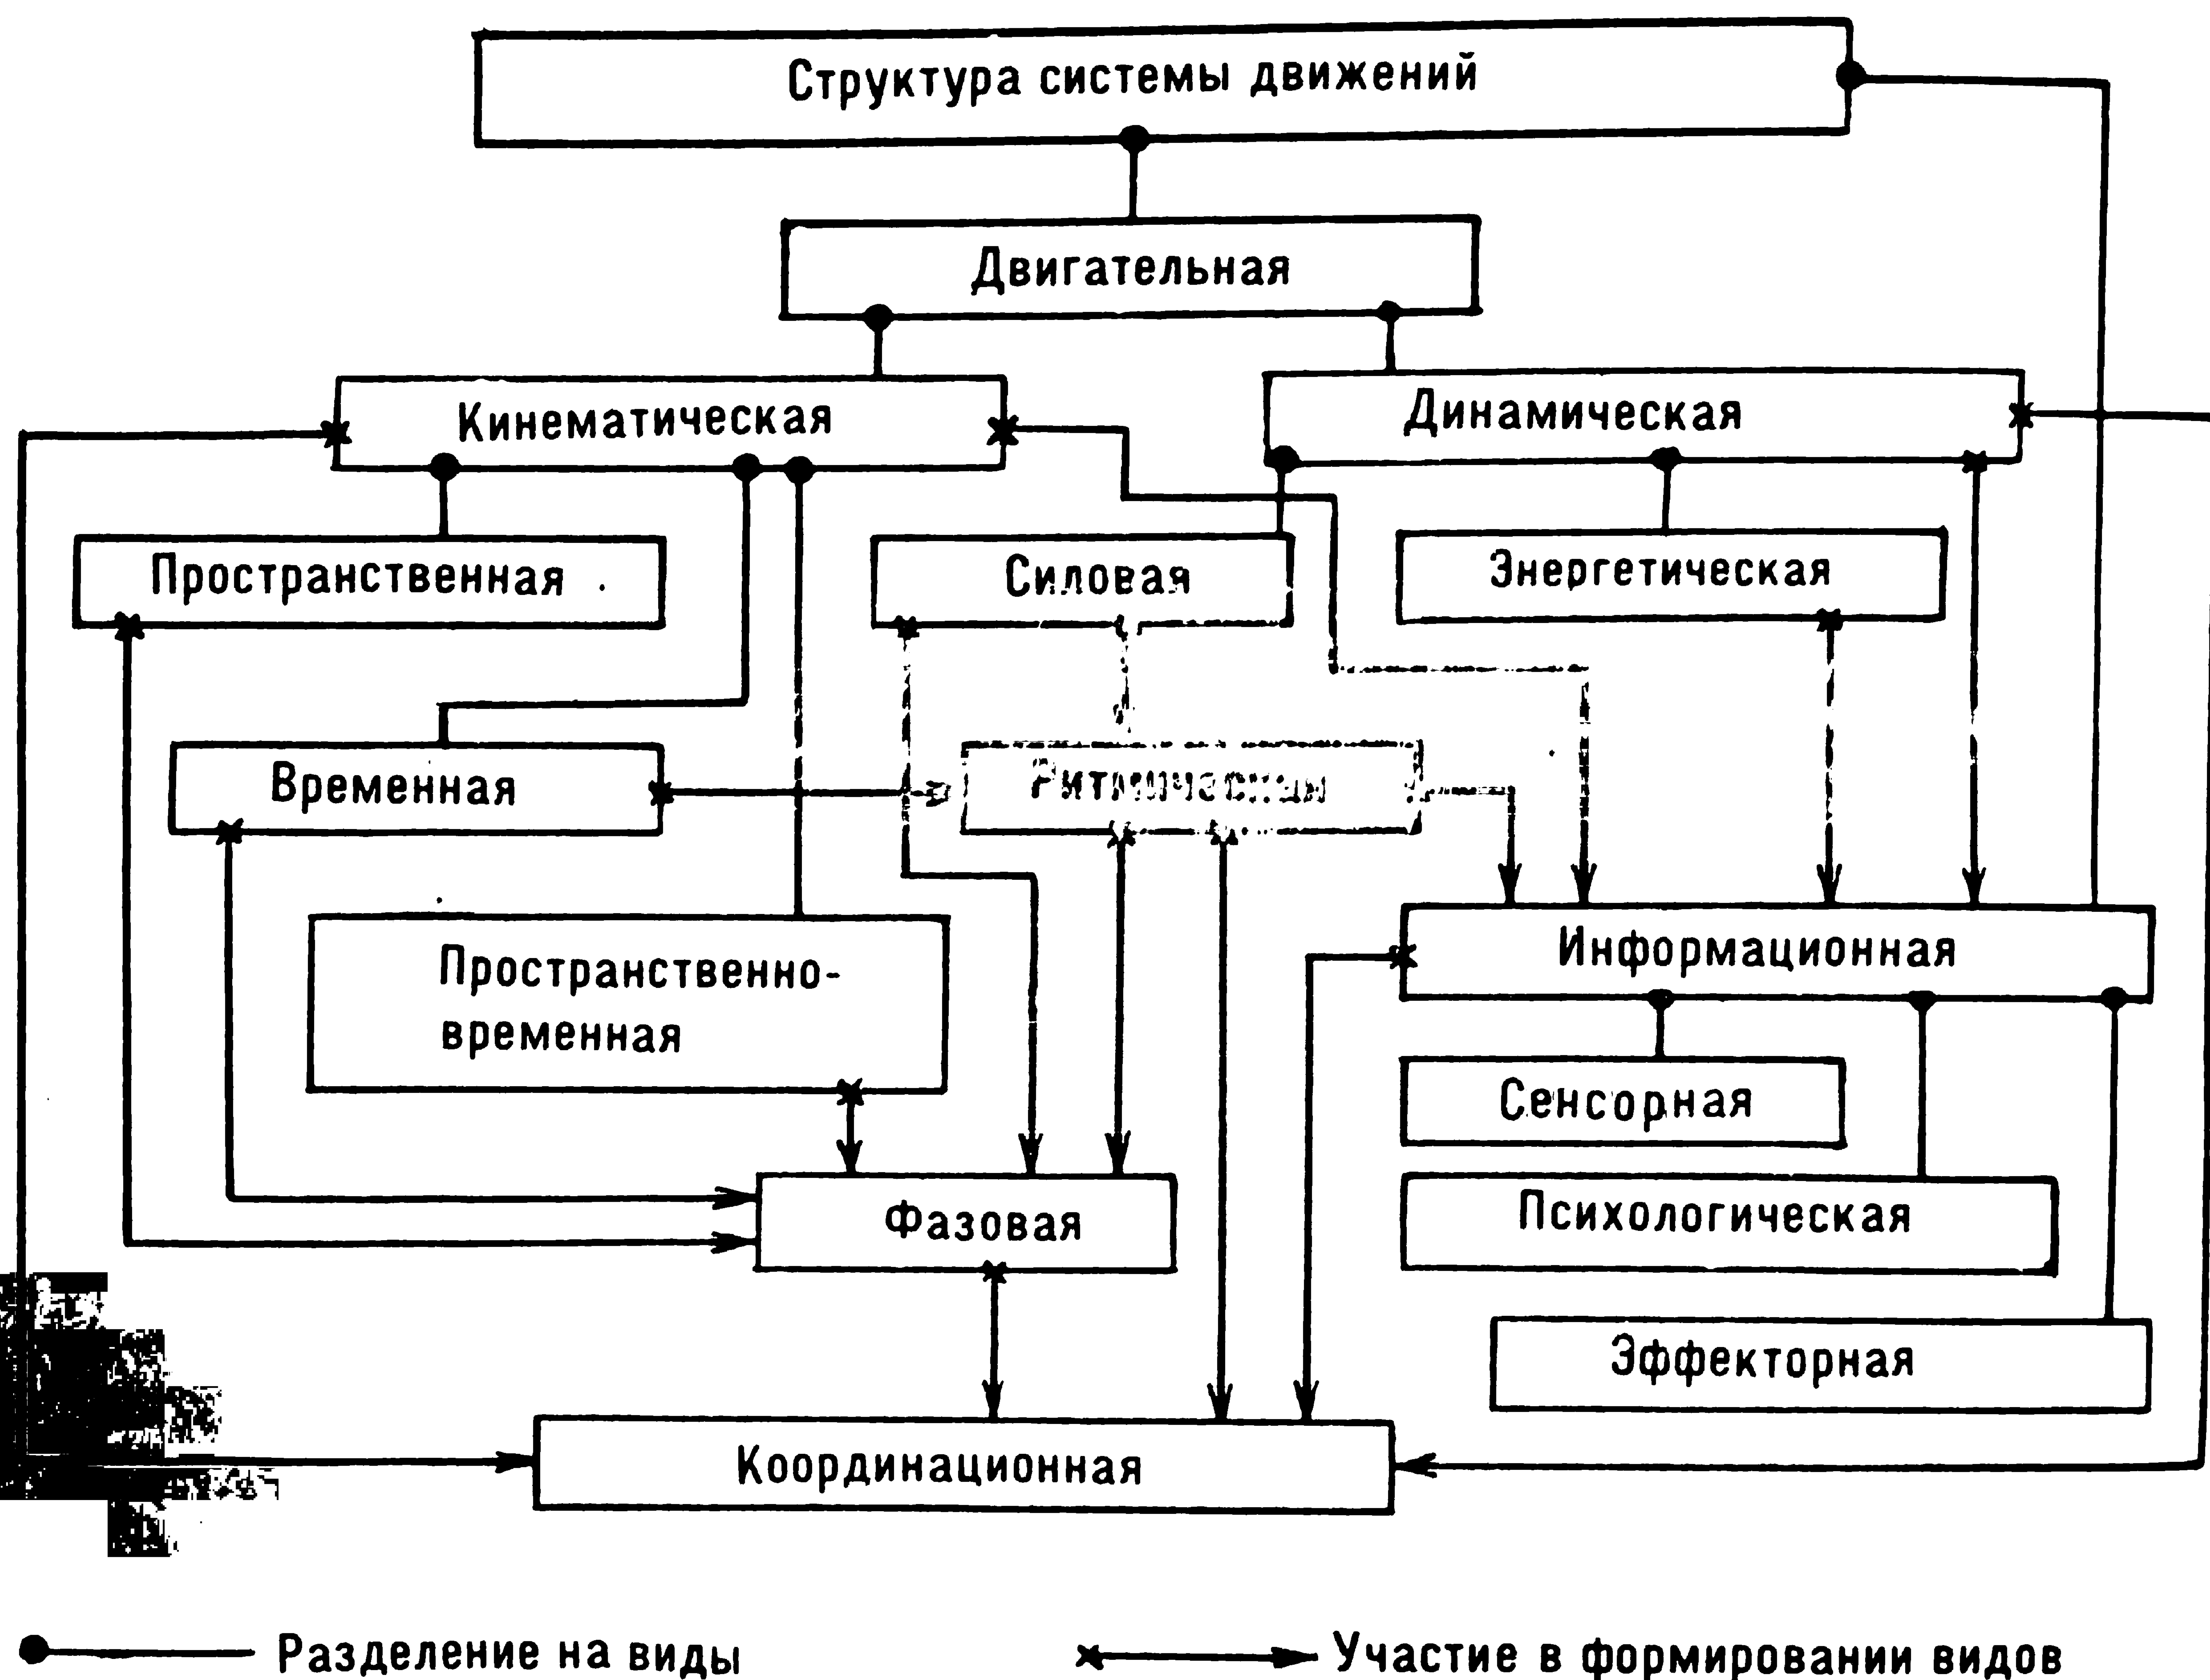 Структура системы движений
Двигательная
Кинематическая
Динамическая
Пространственная
Силовая
Энергетическая
Временная
Ритмическая
Пространственно-
временная
Информационная
Сенсорная
Фазовая
Психологическая
Эффекторная
Координационная
Разделение на виды
Участие в формировании видов